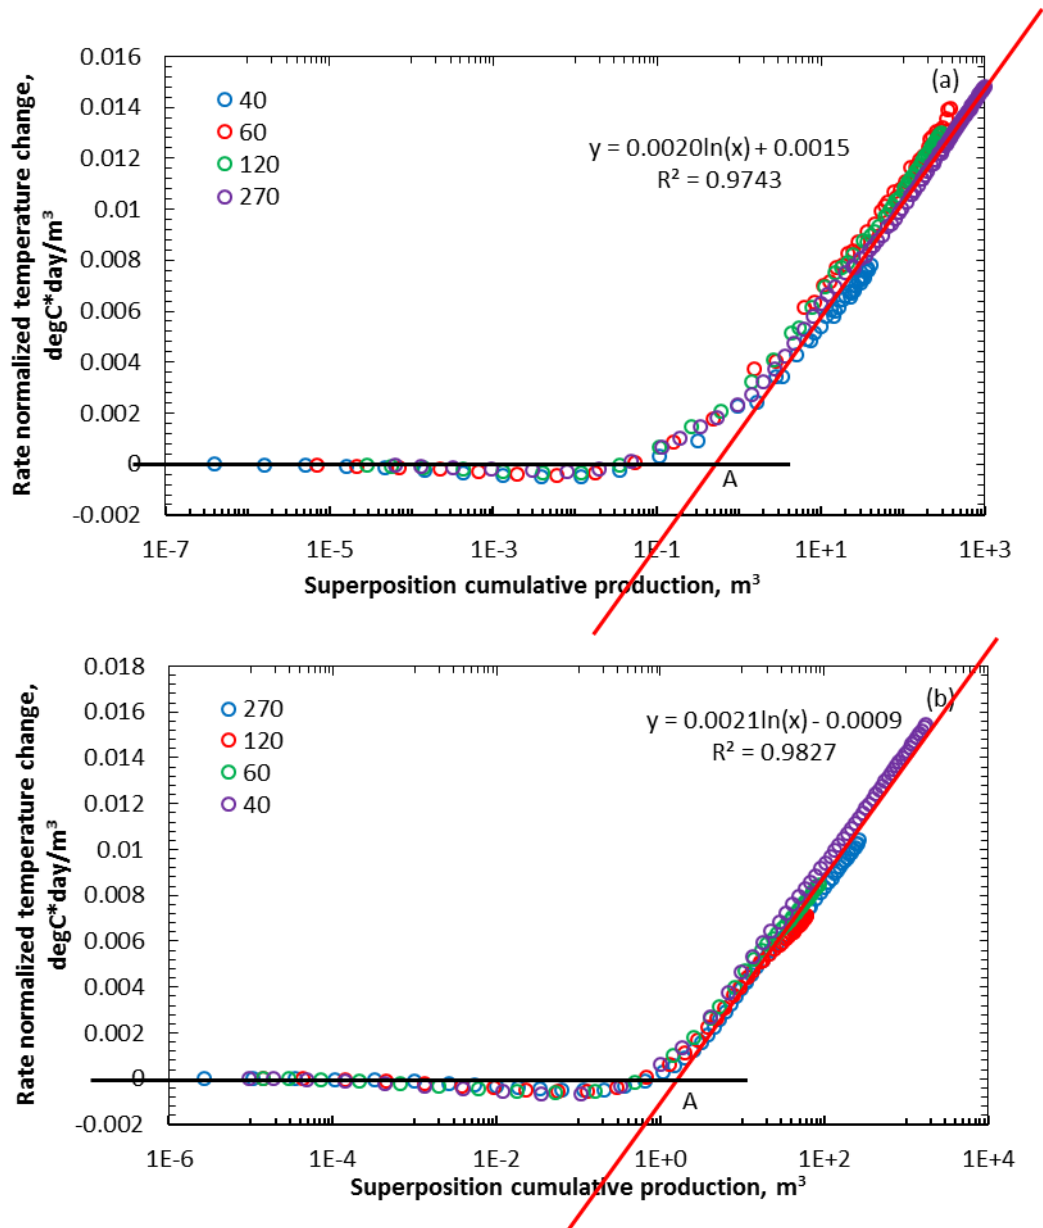 Rate normalized temperature change,
degC*day/m³
0.016
0.014
0.012
0.01
0.008
0.006
0.004
0.002
0
-0.002
40
60
120
270
(a)
y = 0.0020ln(x) + 0.0015
R² = 0.9743
A
1E-7
1E-5
1E-3
1E-1
1E+1
1E+3
Superposition cumulative production, m³
Rate normalized temperature change,
degC*day/m³
0.018
0.016
0.014
0.012
0.01
0.008
0.006
0.004
0.002
0
-0.002
270
120
60
40
(b)
y = 0.0021ln(x) - 0.0009
R² = 0.9827
A
1E-6
1E-4
1E-2
1E+0
1E+2
1E+4
Superposition cumulative production, m³